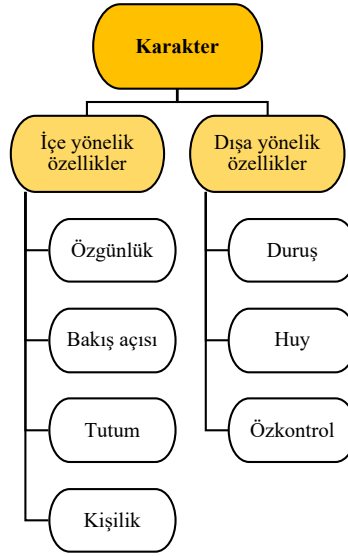 Karakter
İçe yönelik
özellikler
Özgünlük
Bakış açısı
Tutum
Kişilik
Dışa yönelik
özellikler
Duruş
Huy
Özkontrol